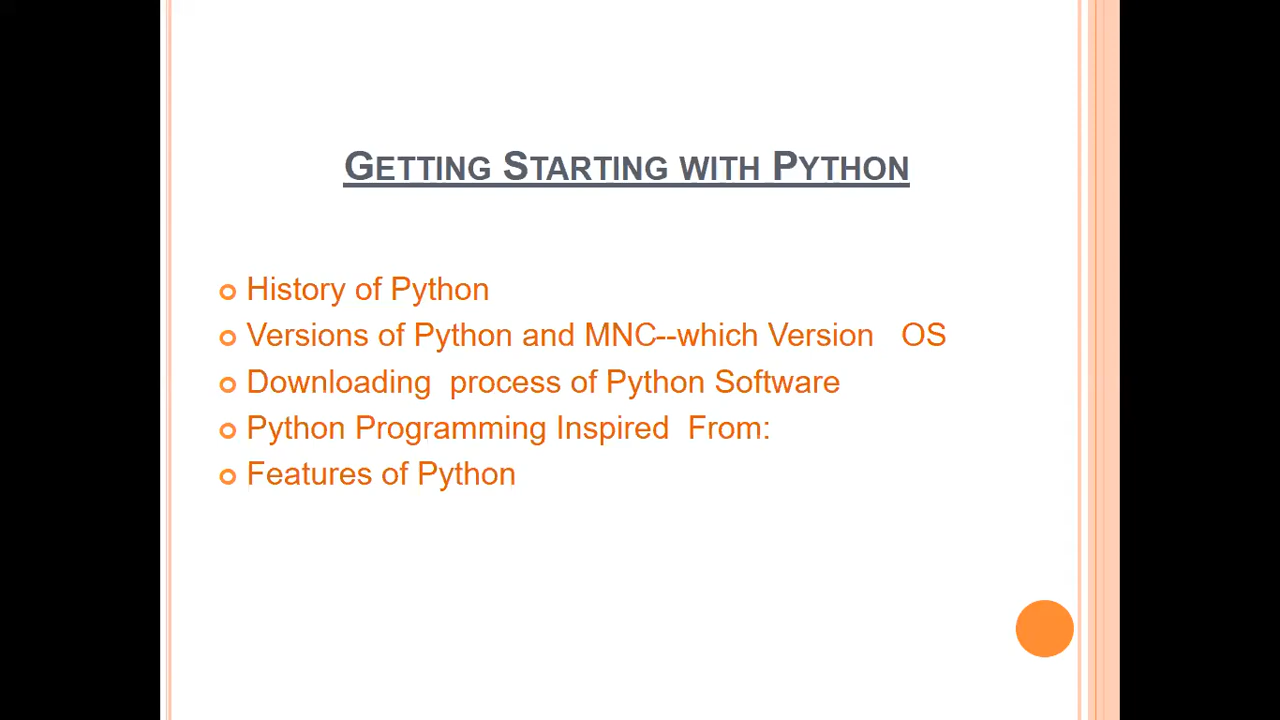 Getting Starting with Python
History of Python
Versions of Python and MNC--which Version OS
Downloading process of Python Software
Python Programming Inspired From:
Features of Python